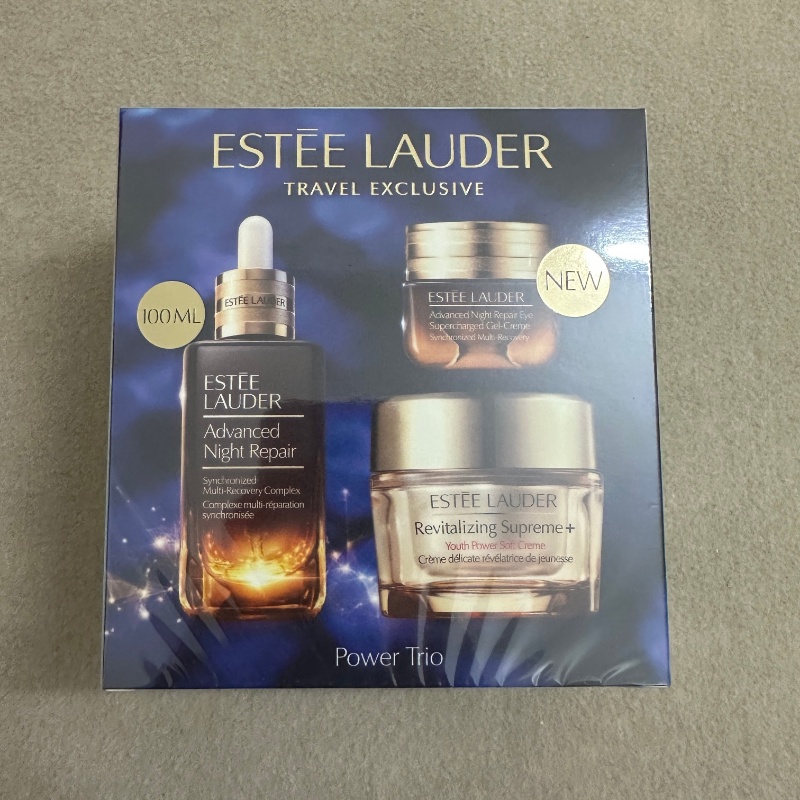 ESTĒE LAUDER
TRAVEL EXCLUSIVE
100ML
ESTĒE LAUDER
ESTĒE
LAUDER
Advanced
Night Repair
Synchronized
Multi-Recovery Complex
Complexe multi-réparation
synchronisée
NEW
ESTĒE LAUDER
Advanced Night Repair Eye
Supercharged Gel-Creme
Synchronized Multi-Recovery
ESTĒE LAUDER
Revitalizing Supreme+
Youth Power Soft Creme
Crème délicate révélatrice de jeunesse
Power Trio